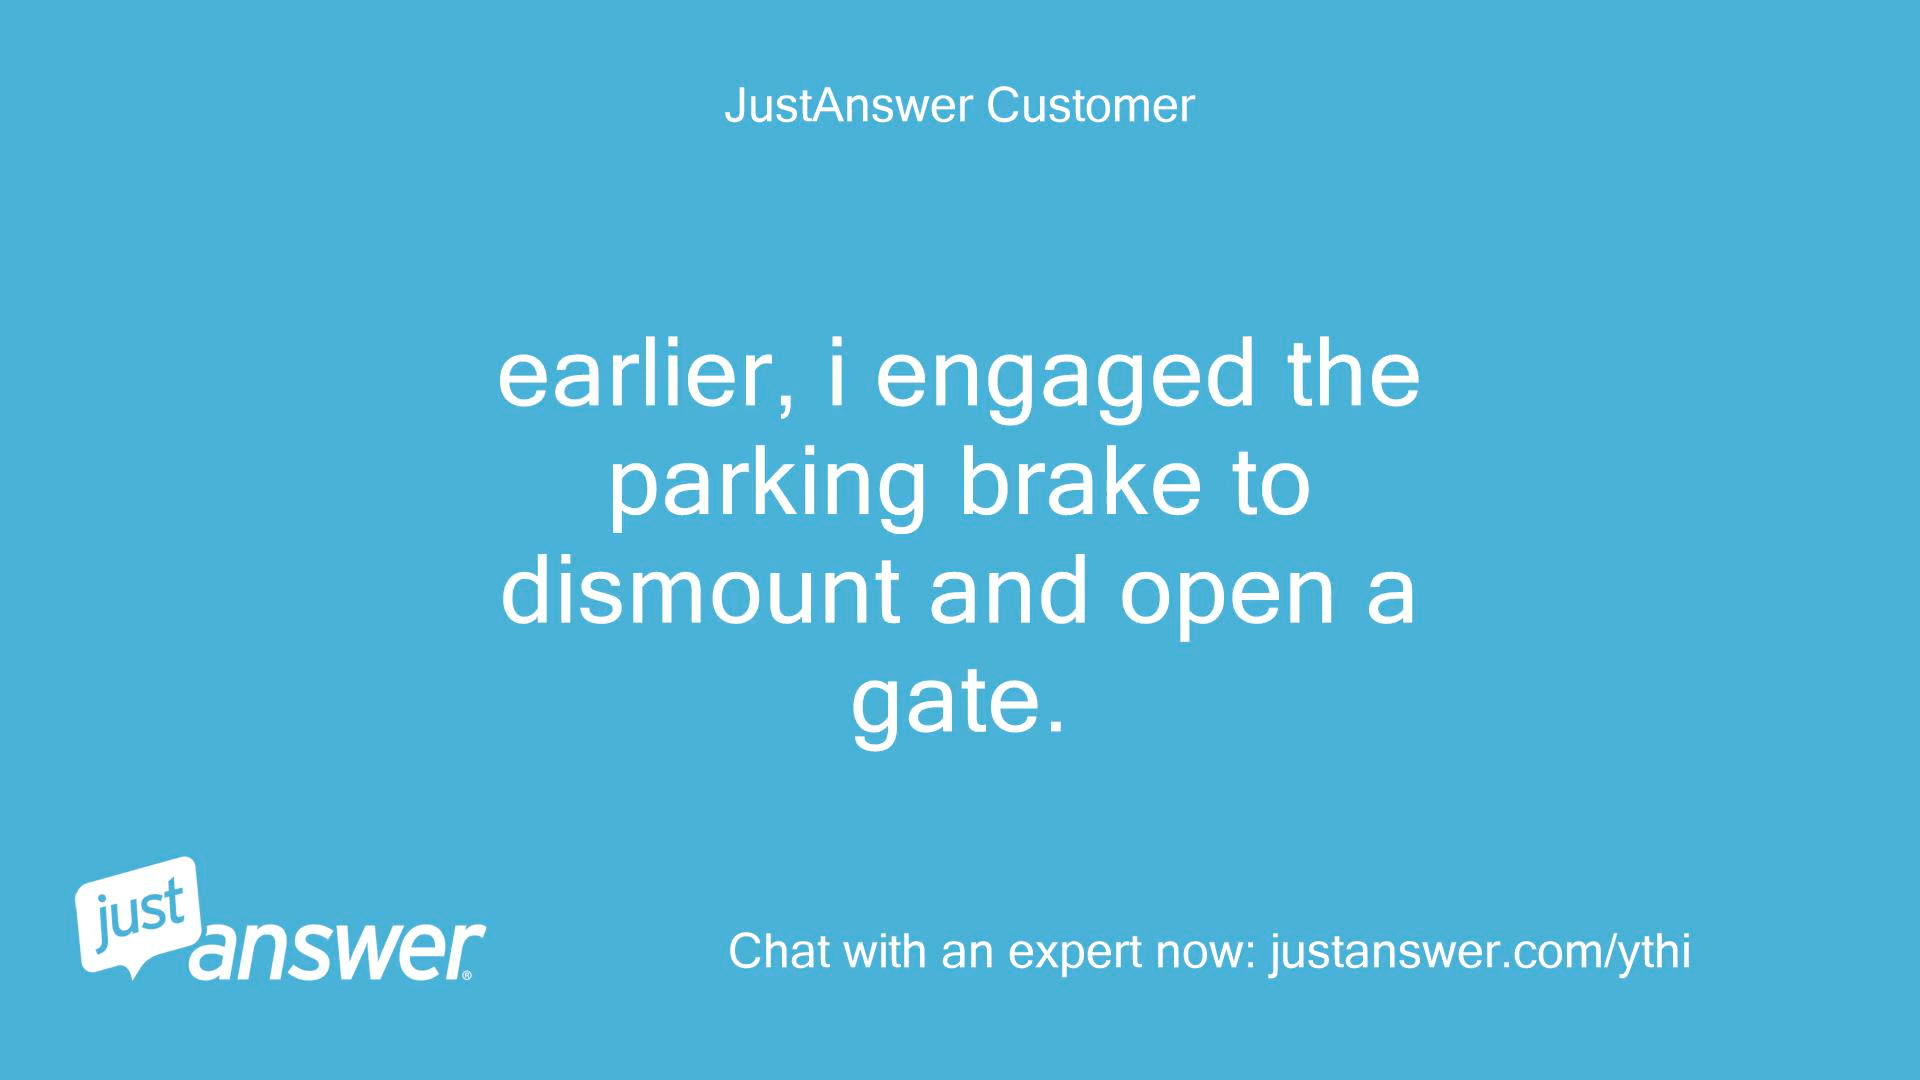 JustAnswer Customer
earlier, i engaged the
parking brake to
dismount and open a
gate.
just
answer®
Chat with an expert now: justanswer.com/ythi